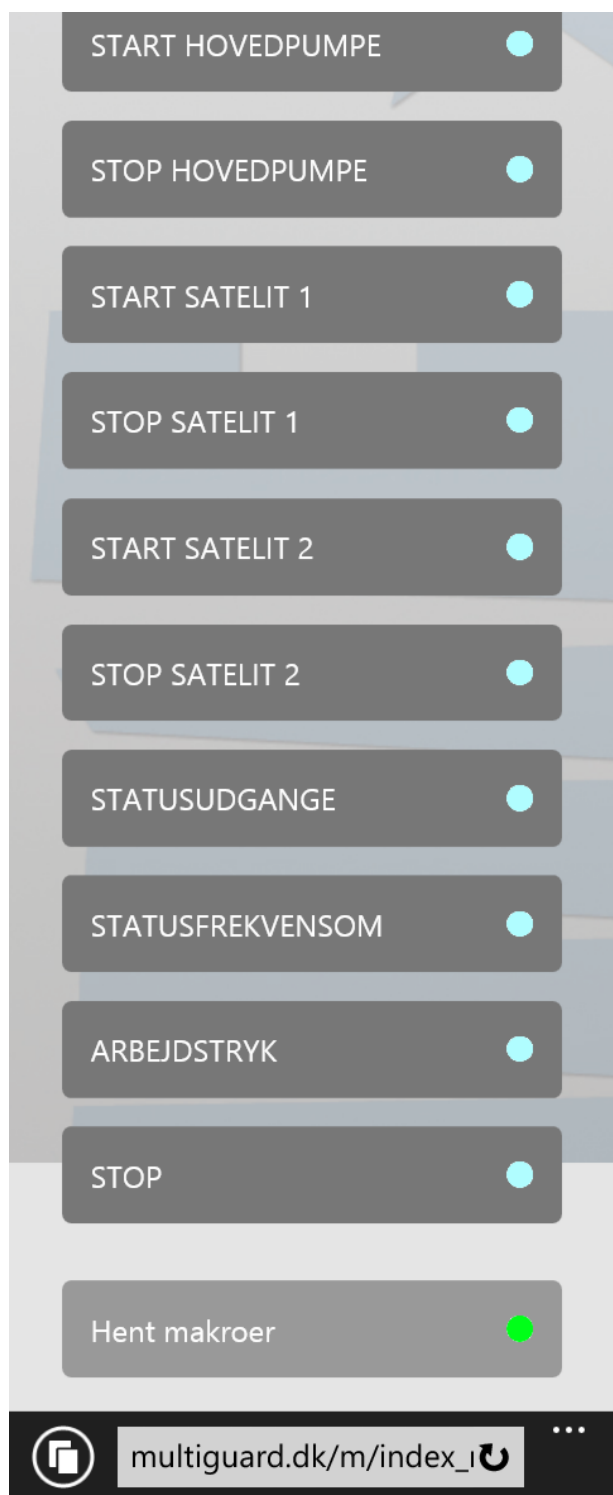 START HOVEDPUMPE
STOP HOVEDPUMPE
START SATELIT 1
STOP SATELIT 1
START SATELIT 2
STOP SATELIT 2
STATUSUDGANGE
STATUSFREKVENSOM
ARBEJDSTRYK
STOP
Hent makroer
multiguard.dk/m/index_